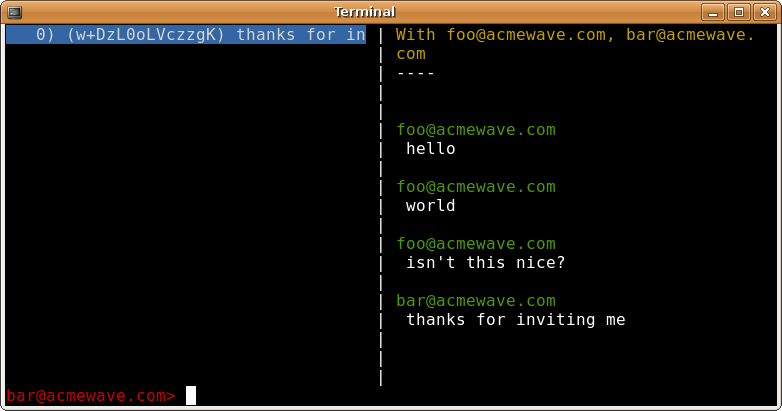 Terminal
0) (w+DzL0oLVczzgK) thanks for in
With foo@acmewave.com, bar@acmewave.
com
----
foo@acmewave.com
hello
foo@acmewave.com
world
foo@acmewave.com
isn't this nice?
bar@acmewave.com
thanks for inviting me
bar@acmewave.com>